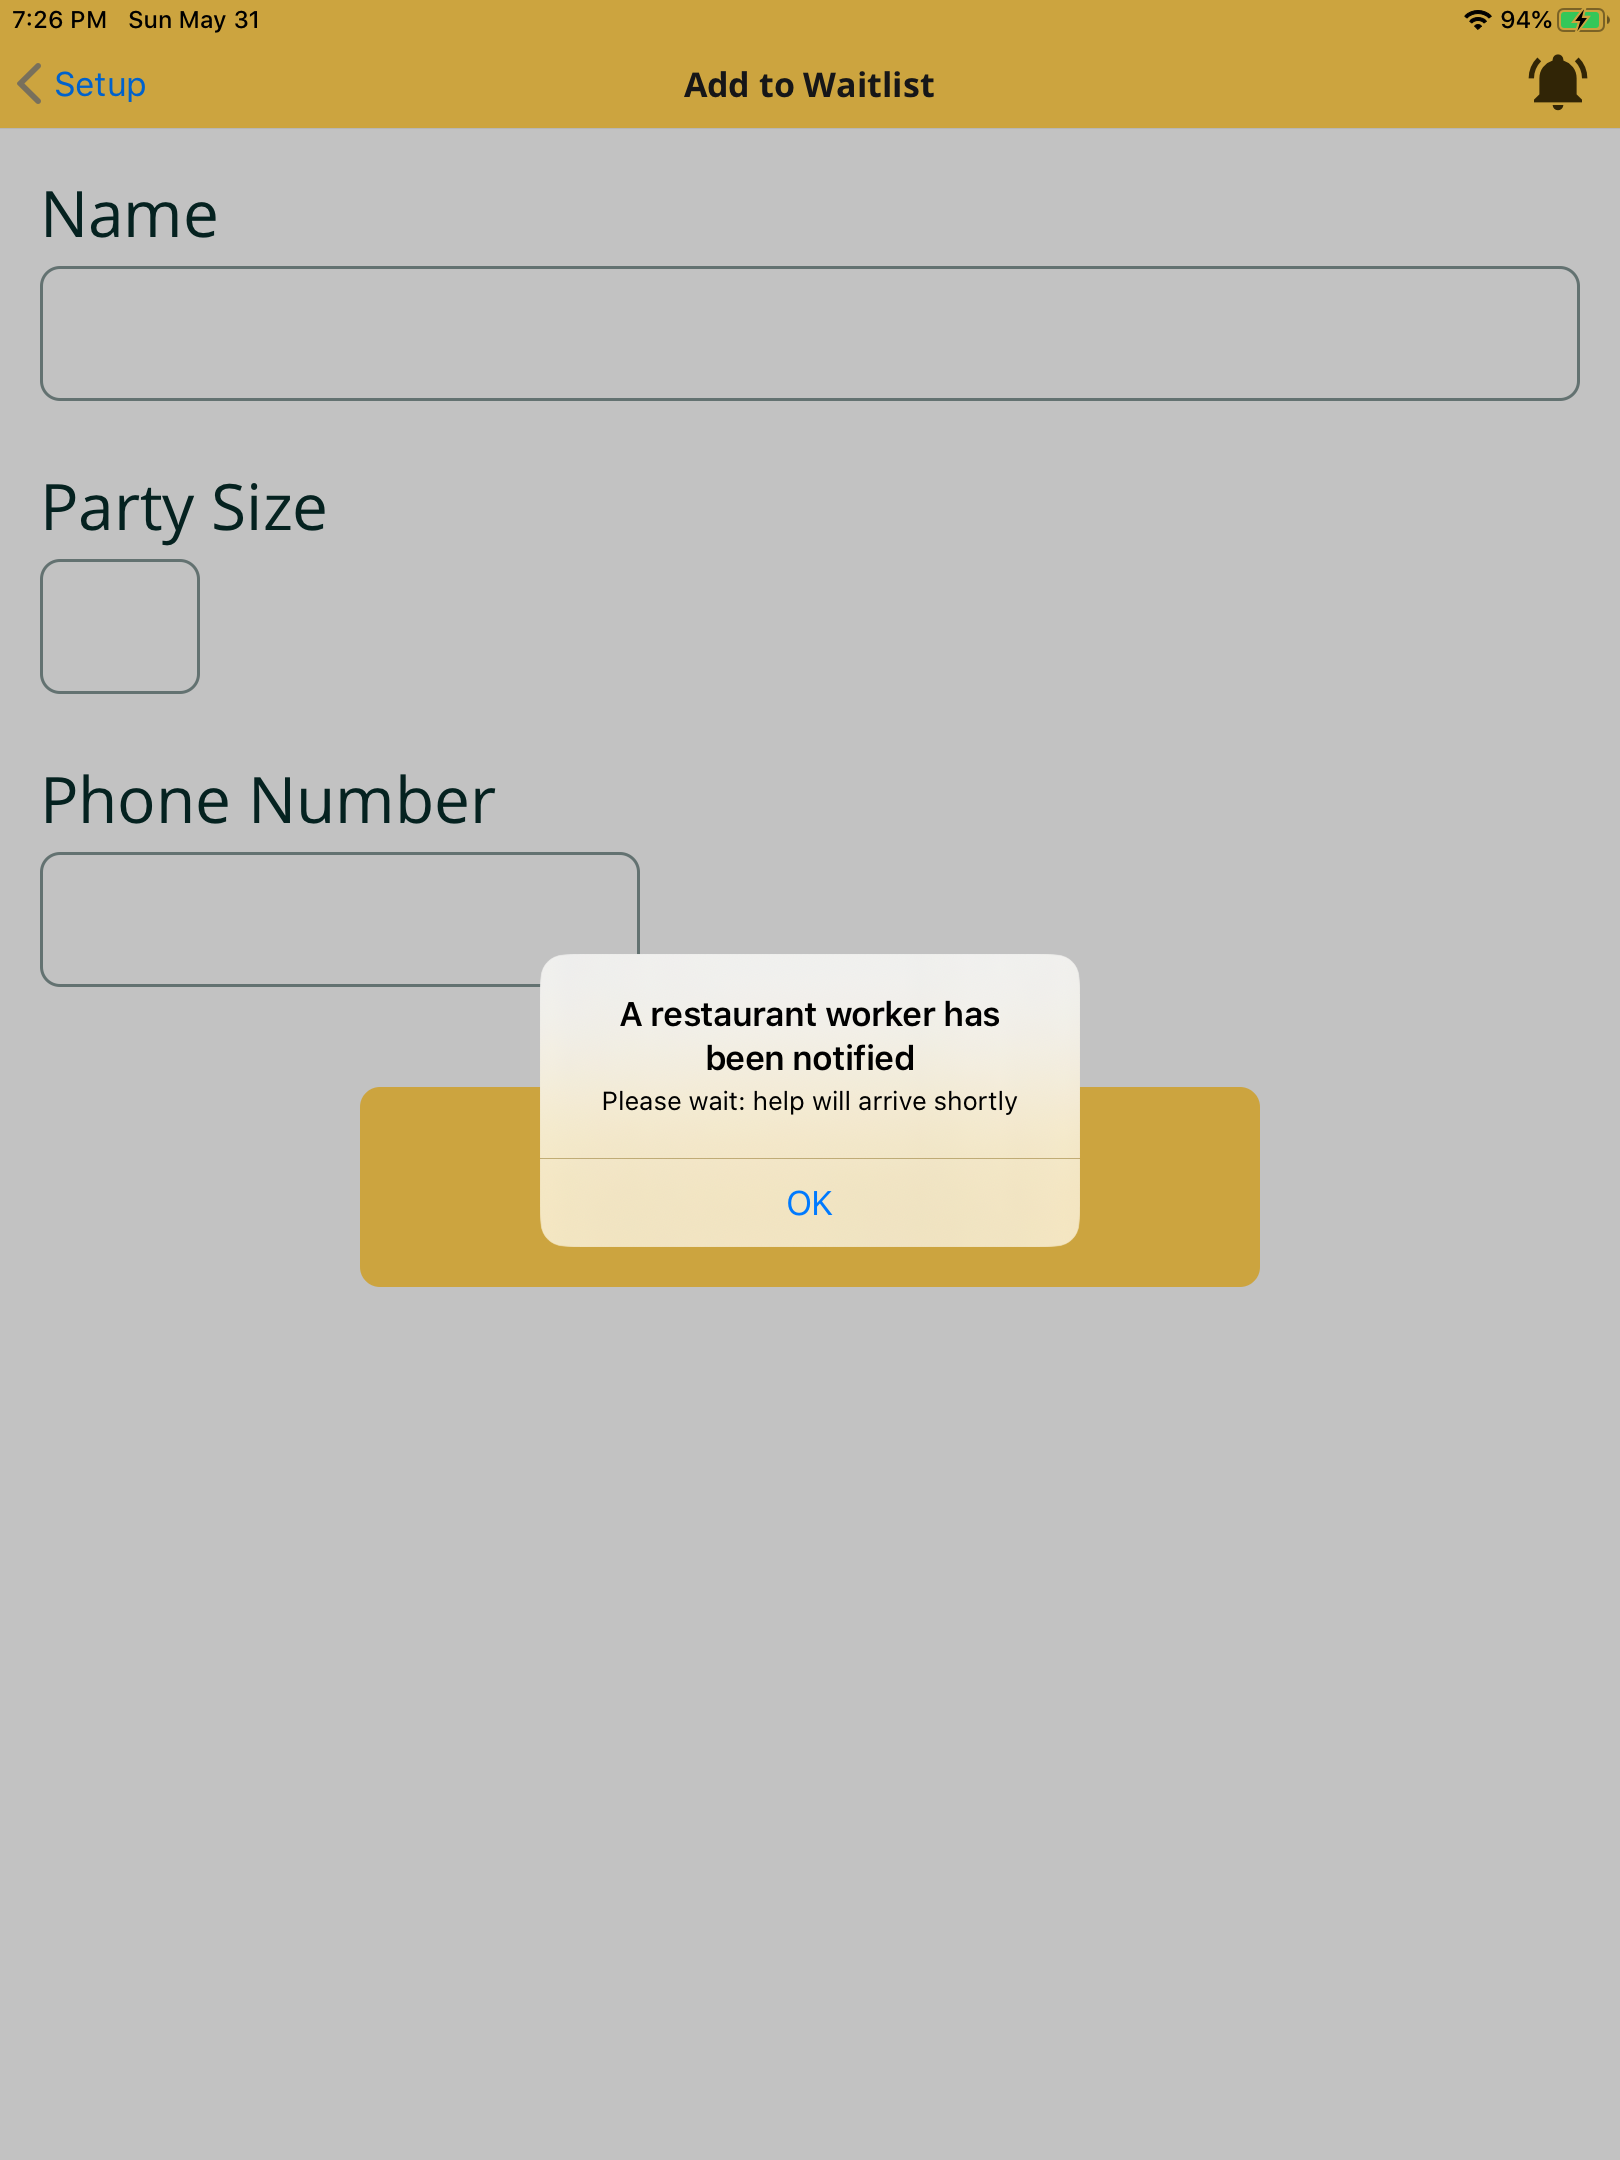 7:26 PM Sun May 31 94%
Setup Add to Waitlist
Name
Party Size
Phone Number
A restaurant worker has
been notified
Please wait: help will arrive shortly
OK